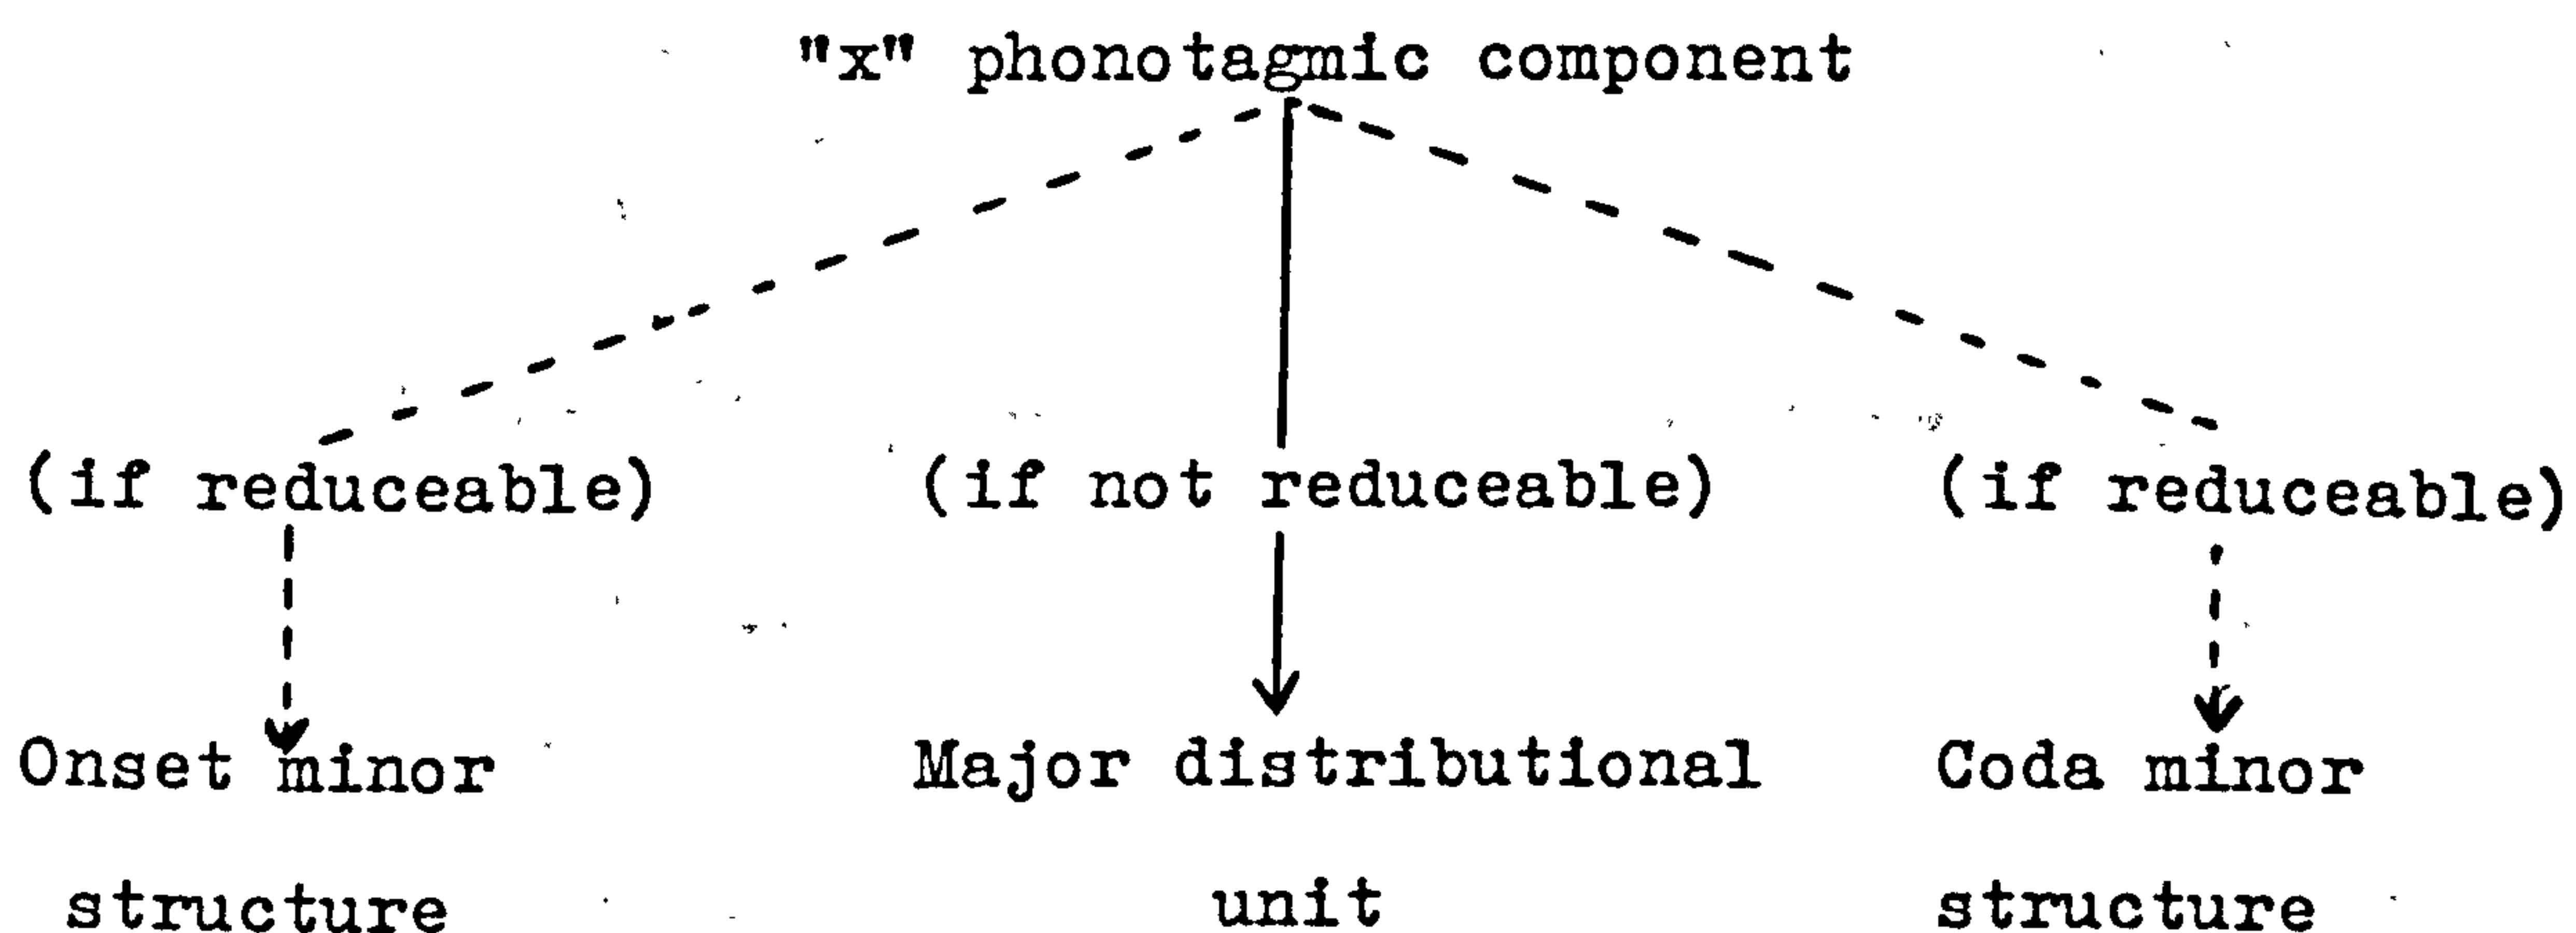 "x" phonotagmic component
(if reduceable) (if not reduceable) (if reduceable)
Onset minor Major distributional Coda minor
structure unit structure